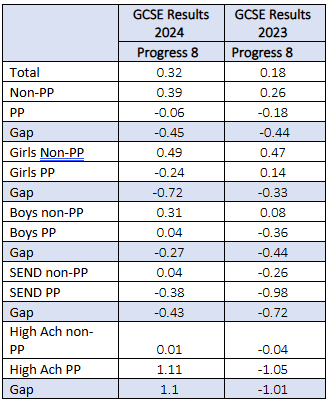 GCSE Results GCSE Results
2024 2023
Progress 8 Progress 8
Total 0.32 0.18
Non-PP 0.39 0.26
PP -0.06 -0.18
Gap -0.45 -0.44
Girls Non-PP 0.49 0.47
Girls PP -0.24 0.14
Gap -0.72 -0.33
Boys non-PP 0.31 0.08
Boys PP 0.04 -0.36
Gap -0.27 -0.44
SEND non-PP 0.04 -0.26
SEND PP -0.38 -0.98
Gap -0.43 -0.72
High Ach non-
PP 0.01 -0.04
High Ach PP 1.11 -1.05
Gap 1.1 -1.01